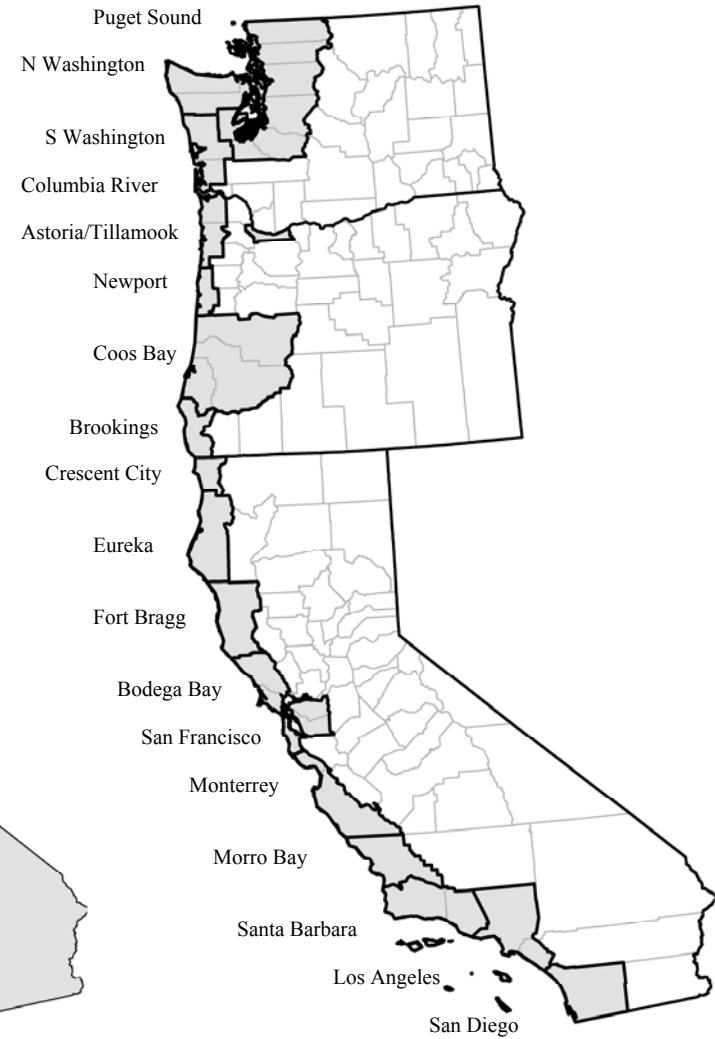 Puget Sound
N Washington
S Washington
Columbia River
Astoria/Tillamook
Newport
Coos Bay
Brookings
Crescent City
Eureka
Fort Bragg
Bodega Bay
San Francisco
Monterrey
Morro Bay
Santa Barbara
Los Angeles
San Diego